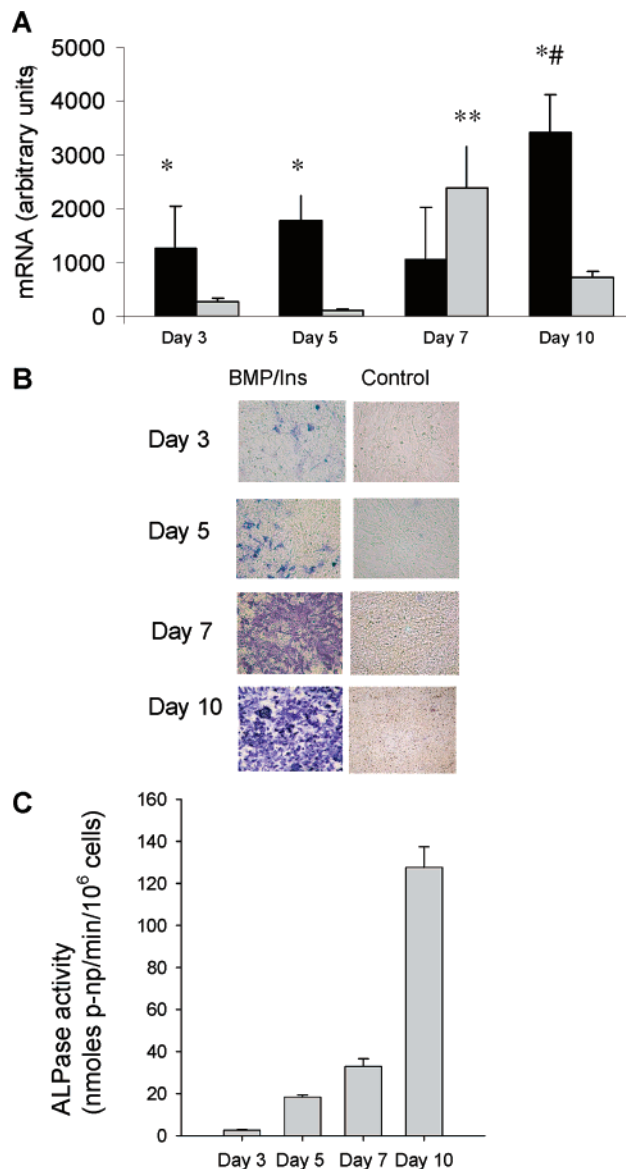 A
mRNA (arbitrary units)
5000
4000
3000
2000
1000
0
*
*
**
*#
Day 3
Day 5
Day 7
Day 10
B
BMP/Ins
Control
Day 3
Day 5
Day 7
Day 10
C
ALPase activity
(nmoles p-np/min/10⁶ cells)
160
140
120
100
80
60
40
20
0
Day 3
Day 5
Day 7
Day 10